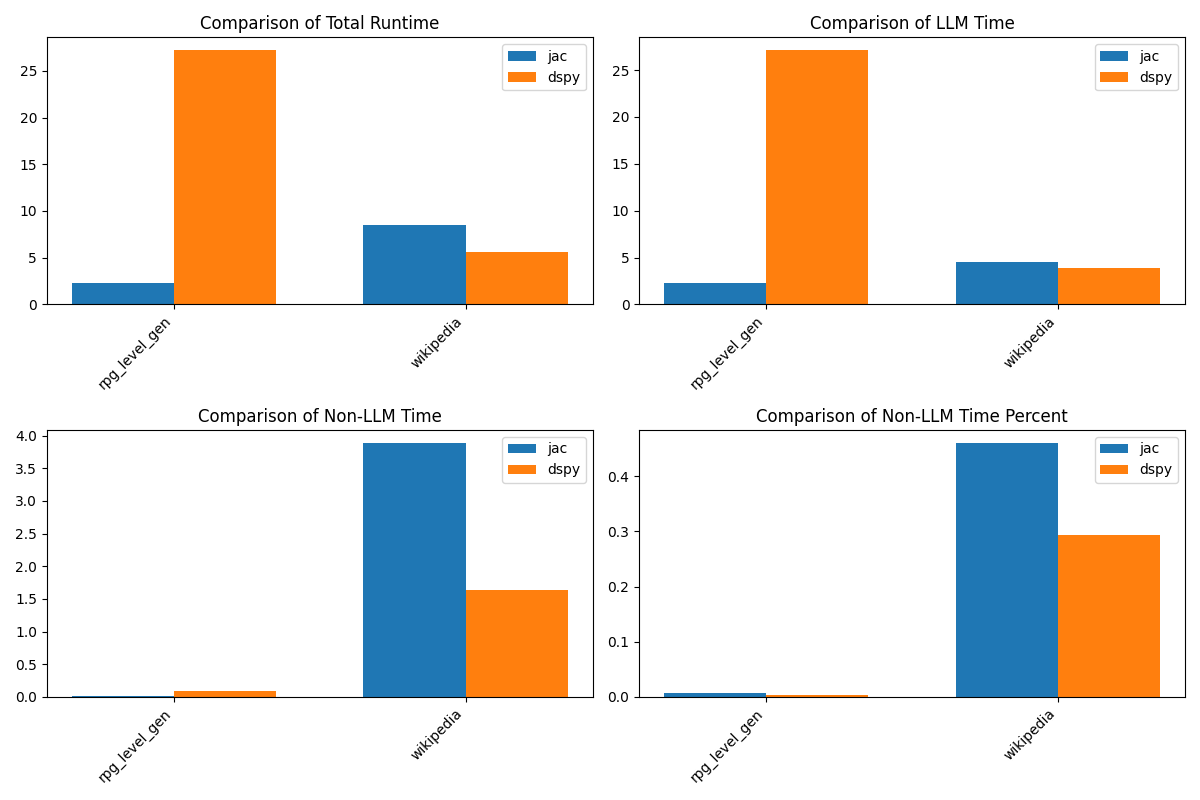 Comparison of Total Runtime
25
20
15
10
5
0
jac
dspy
rpg_level_gen
wikipedia
Comparison of LLM Time
25
20
15
10
5
0
jac
dspy
rpg_level_gen
wikipedia
Comparison of Non-LLM Time
4.0
3.5
3.0
2.5
2.0
1.5
1.0
0.5
0.0
jac
dspy
rpg_level_gen
wikipedia
Comparison of Non-LLM Time Percent
0.4
0.3
0.2
0.1
0.0
jac
dspy
rpg_level_gen
wikipedia